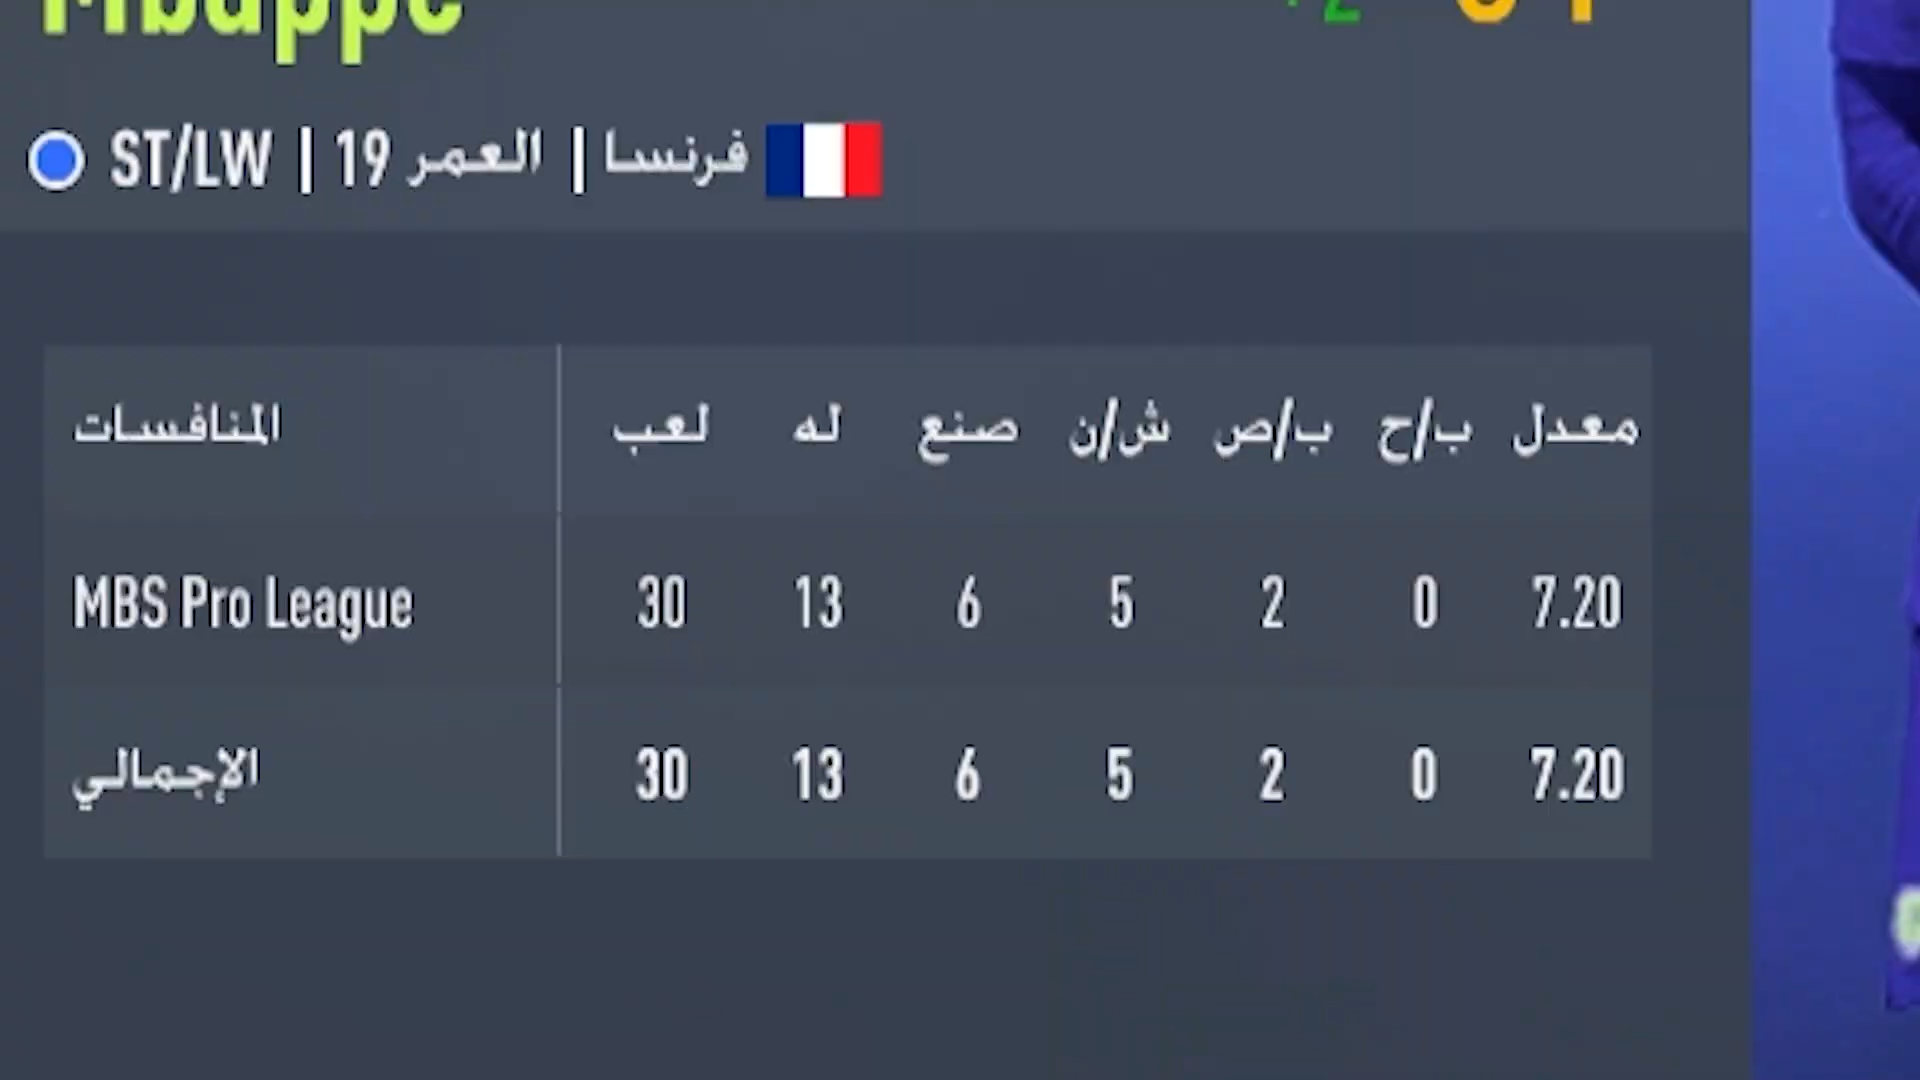 Mbappe
ST/LW | 19 العمر | فرنسا
المنافسات لعب له صنع ش/ن ب/ص ب/ح معدل
MBS Pro League 30 13 6 5 2 0 7.20
الإجمالي 30 13 6 5 2 0 7.20